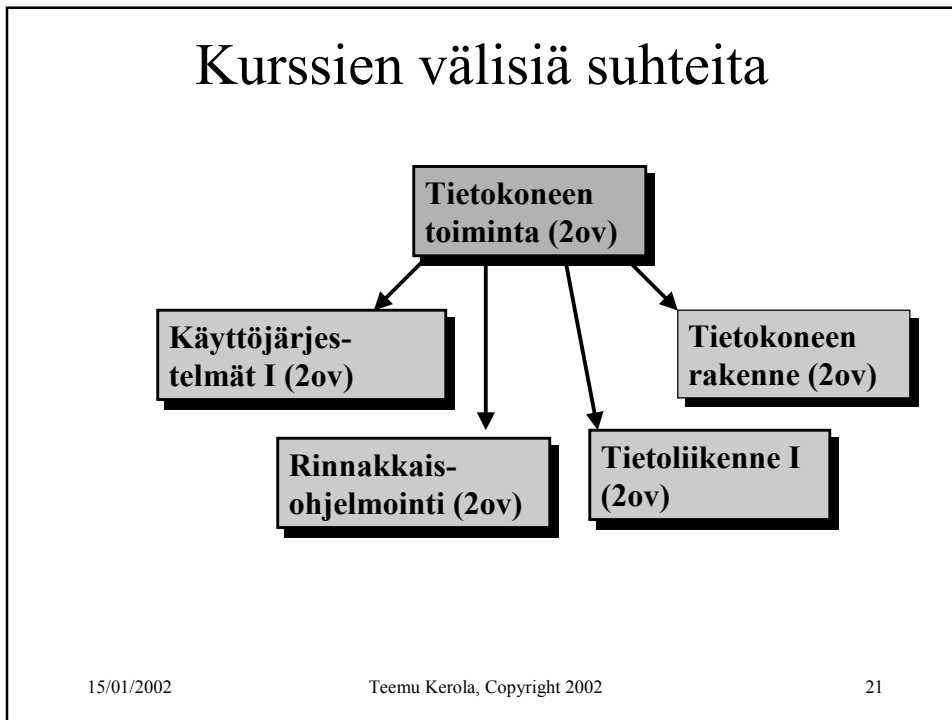 Kurssien välisiä suhteita
Tietokoneen
toiminta (2ov)
Käyttöjärjes-
telmät I (2ov)
Tietokoneen
rakenne (2ov)
Rinnakkais-
ohjelmointi (2ov)
Tietoliikenne I
(2ov)
15/01/2002
Teemu Kerola, Copyright 2002
21